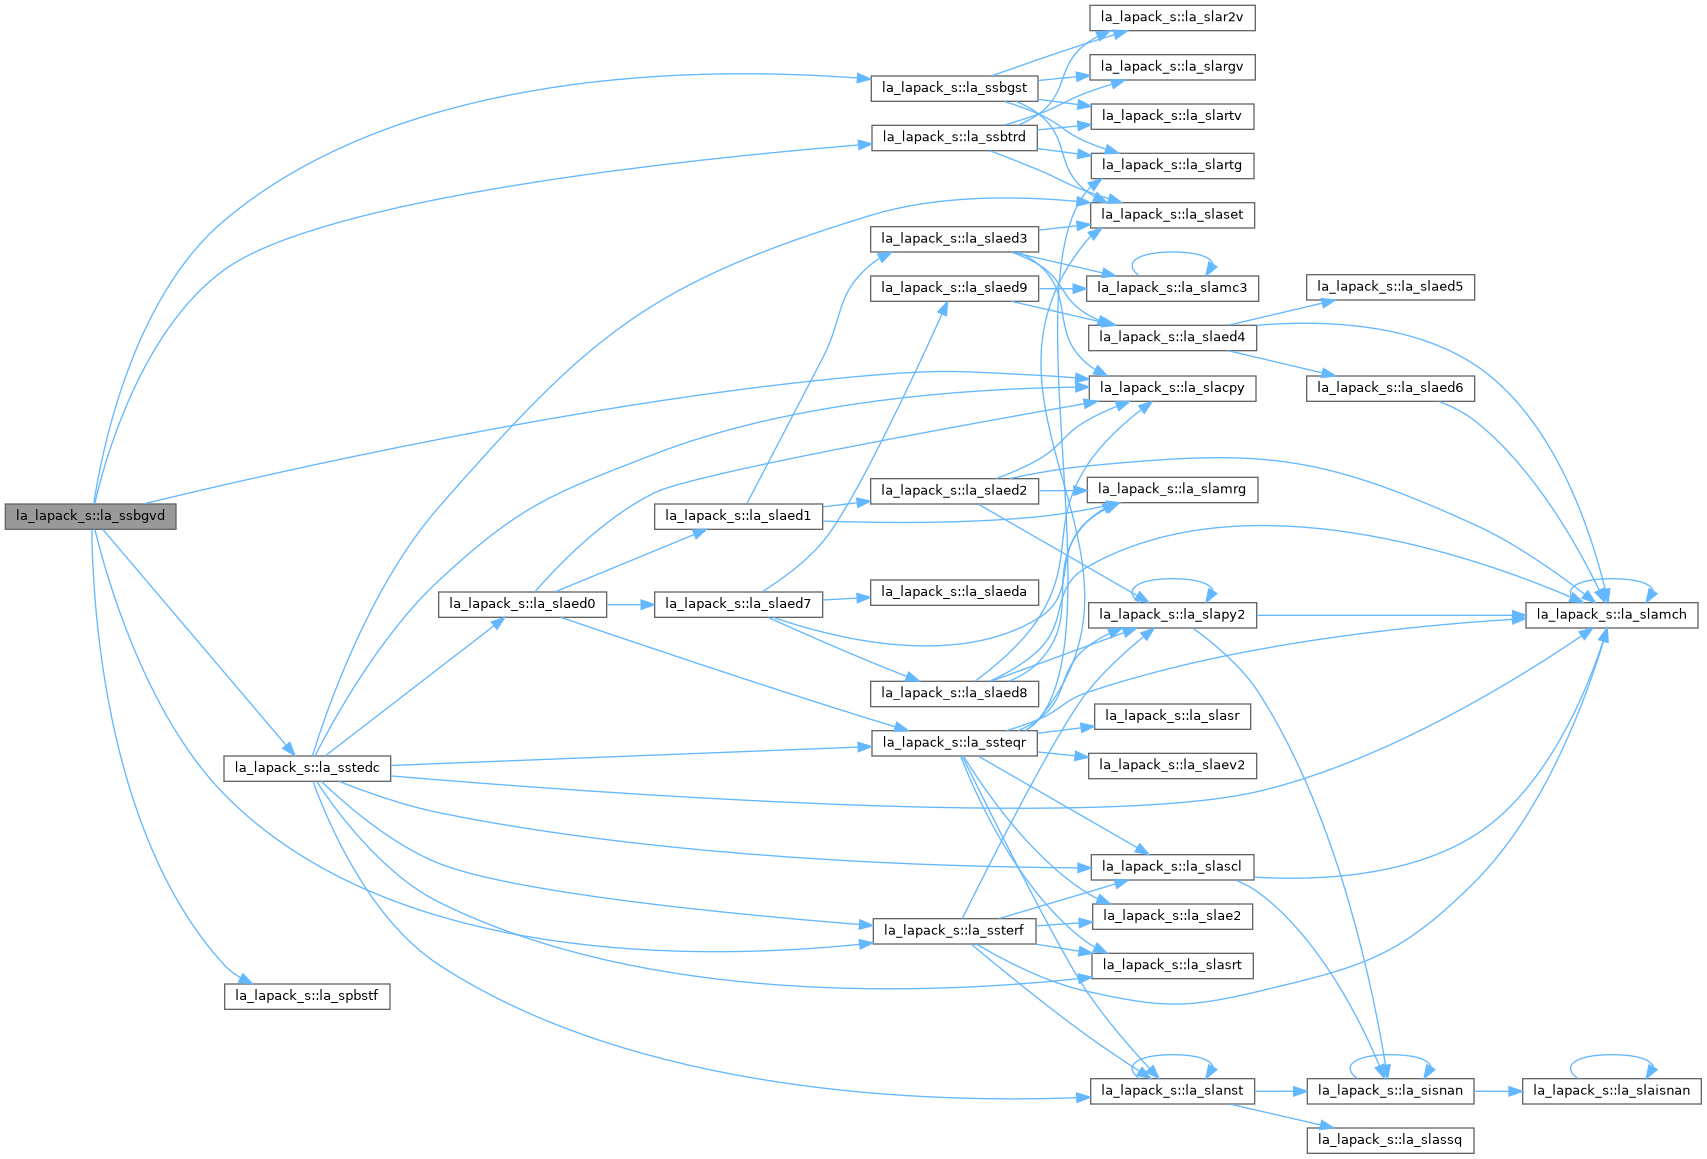 la_lapack_s::la_slar2v
la_lapack_s::la_slargv
la_lapack_s::la_ssbgst
la_lapack_s::la_slartv
la_lapack_s::la_ssbtrd
la_lapack_s::la_slartg
la_lapack_s::la_slaset
la_lapack_s::la_slaed3
la_lapack_s::la_slaed9
la_lapack_s::la_slamc3
la_lapack_s::la_slaed5
la_lapack_s::la_slaed4
la_lapack_s::la_slacpy
la_lapack_s::la_slaed6
la_lapack_s::la_slaed2
la_lapack_s::la_slamrg
la_lapack_s::la_ssbgvd
la_lapack_s::la_slaed1
la_lapack_s::la_slaeda
la_lapack_s::la_slaed0
la_lapack_s::la_slaed7
la_lapack_s::la_slapy2
la_lapack_s::la_slamch
la_lapack_s::la_slaed8
la_lapack_s::la_slasr
la_lapack_s::la_ssteqr
la_lapack_s::la_slaev2
la_lapack_s::la_sstedc
la_lapack_s::la_slascl
la_lapack_s::la_slae2
la_lapack_s::la_ssterf
la_lapack_s::la_slasrt
la_lapack_s::la_spbstf
la_lapack_s::la_slanst
la_lapack_s::la_sisnan
la_lapack_s::la_slaisnan
la_lapack_s::la_slassq